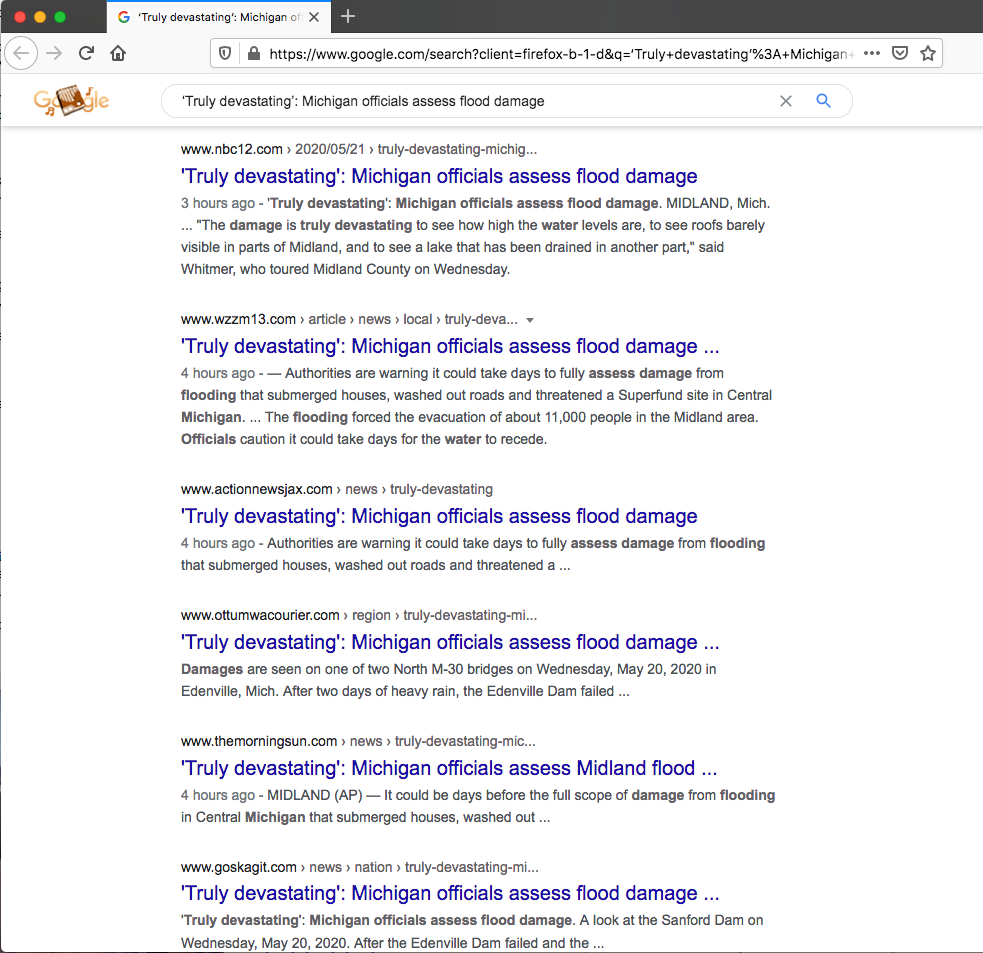 'Truly devastating': Michigan of
https://www.google.com/search?client=firefox-b-1-d&q='Truly+devastating'%3A+Michigan+
Google
'Truly devastating': Michigan officials assess flood damage
www.nbc12.com › 2020/05/21 › truly-devastating-michig...
'Truly devastating': Michigan officials assess flood damage
3 hours ago - 'Truly devastating': Michigan officials assess flood damage. MIDLAND, Mich.
... "The damage is truly devastating to see how high the water levels are, to see roofs barely
visible in parts of Midland, and to see a lake that has been drained in another part," said
Whitmer, who toured Midland County on Wednesday.
www.wzzm13.com › article › news › local › truly-deva...
'Truly devastating': Michigan officials assess flood damage ...
4 hours ago - — Authorities are warning it could take days to fully assess damage from
flooding that submerged houses, washed out roads and threatened a Superfund site in Central
Michigan. ... The flooding forced the evacuation of about 11,000 people in the Midland area.
Officials caution it could take days for the water to recede.
www.actionnewsjax.com › news › truly-devastating
'Truly devastating': Michigan officials assess flood damage
4 hours ago - Authorities are warning it could take days to fully assess damage from flooding
that submerged houses, washed out roads and threatened a ...
www.ottumwacourier.com › region › truly-devastating-mi...
'Truly devastating': Michigan officials assess flood damage ...
Damages are seen on one of two North M-30 bridges on Wednesday, May 20, 2020 in
Edenville, Mich. After two days of heavy rain, the Edenville Dam failed ...
www.themorningsun.com › news › truly-devastating-mic...
'Truly devastating': Michigan officials assess Midland flood ...
4 hours ago - MIDLAND (AP) — It could be days before the full scope of damage from flooding
in Central Michigan that submerged houses, washed out ...
www.goskagit.com › news › nation › truly-devastating-mi...
'Truly devastating': Michigan officials assess flood damage ...
'Truly devastating': Michigan officials assess flood damage. A look at the Sanford Dam on
Wednesday, May 20, 2020. After the Edenville Dam failed and the ...